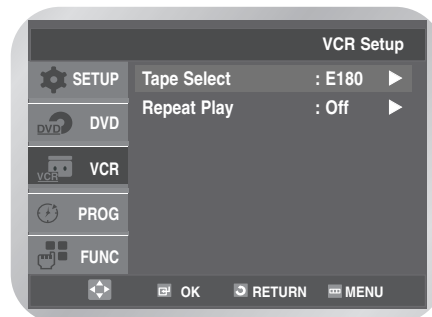 VCR Setup
SETUP
Tape Select : E180 ►
Repeat Play : Off ►
DVD DVD
VCR VCR
PROG
FUNC
OK RETURN MENU